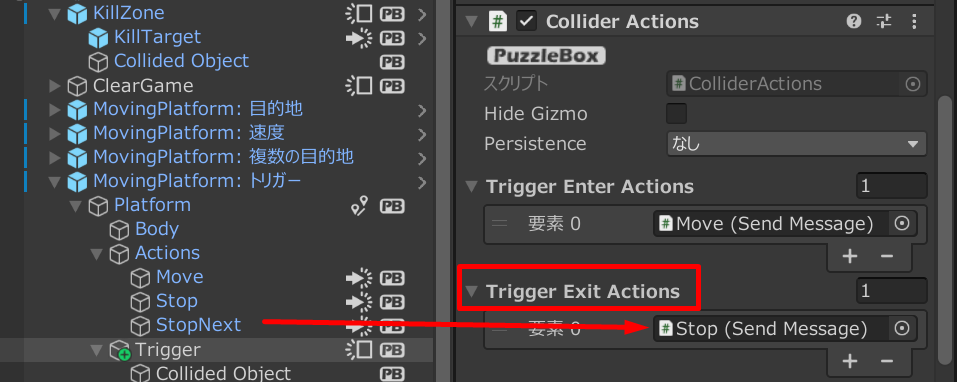 KillZone
PB
KillTarget
PB
Collided Object
PB
ClearGame
PB
MovingPlatform: 目的地
MovingPlatform: 速度
MovingPlatform: 複数の目的地
MovingPlatform: トリガー
Platform
PB
Body
Actions
Move
PB
Stop
PB
StopNext
PB
Trigger
PB
Collided Object
PB
# Collider Actions
PuzzleBox
スクリプト
# ColliderActions
Hide Gizmo
Persistence
なし
Trigger Enter Actions
1
要素 0
# Move (Send Message)
+ −
Trigger Exit Actions
1
要素 0
# Stop (Send Message)
+ −